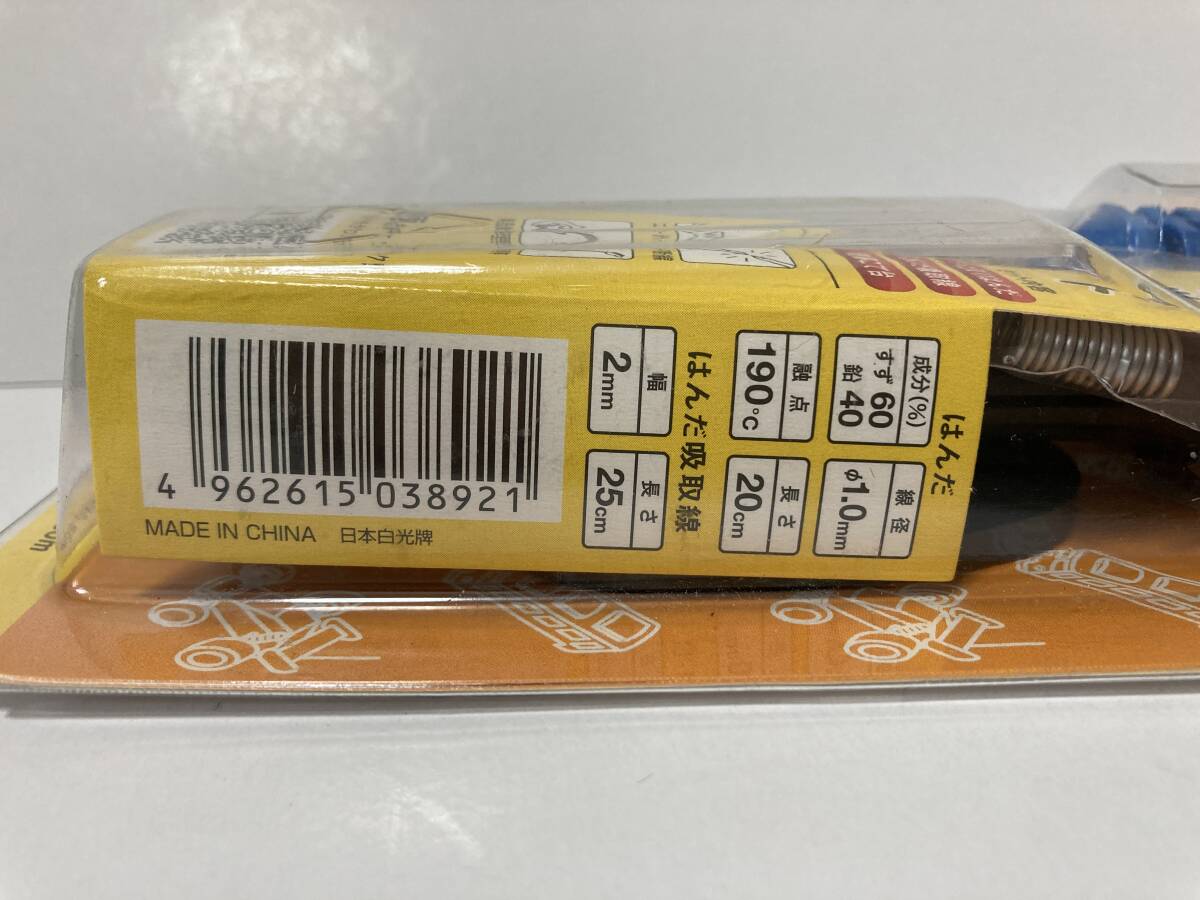 はんだ
成分(%)
すず 60
鉛 40
線径
φ1.0mm
融点
190℃
長さ
20cm
はんだ吸取線
幅
2mm
長さ
25cm
4 962615 038921
MADE IN CHINA 日本白光牌